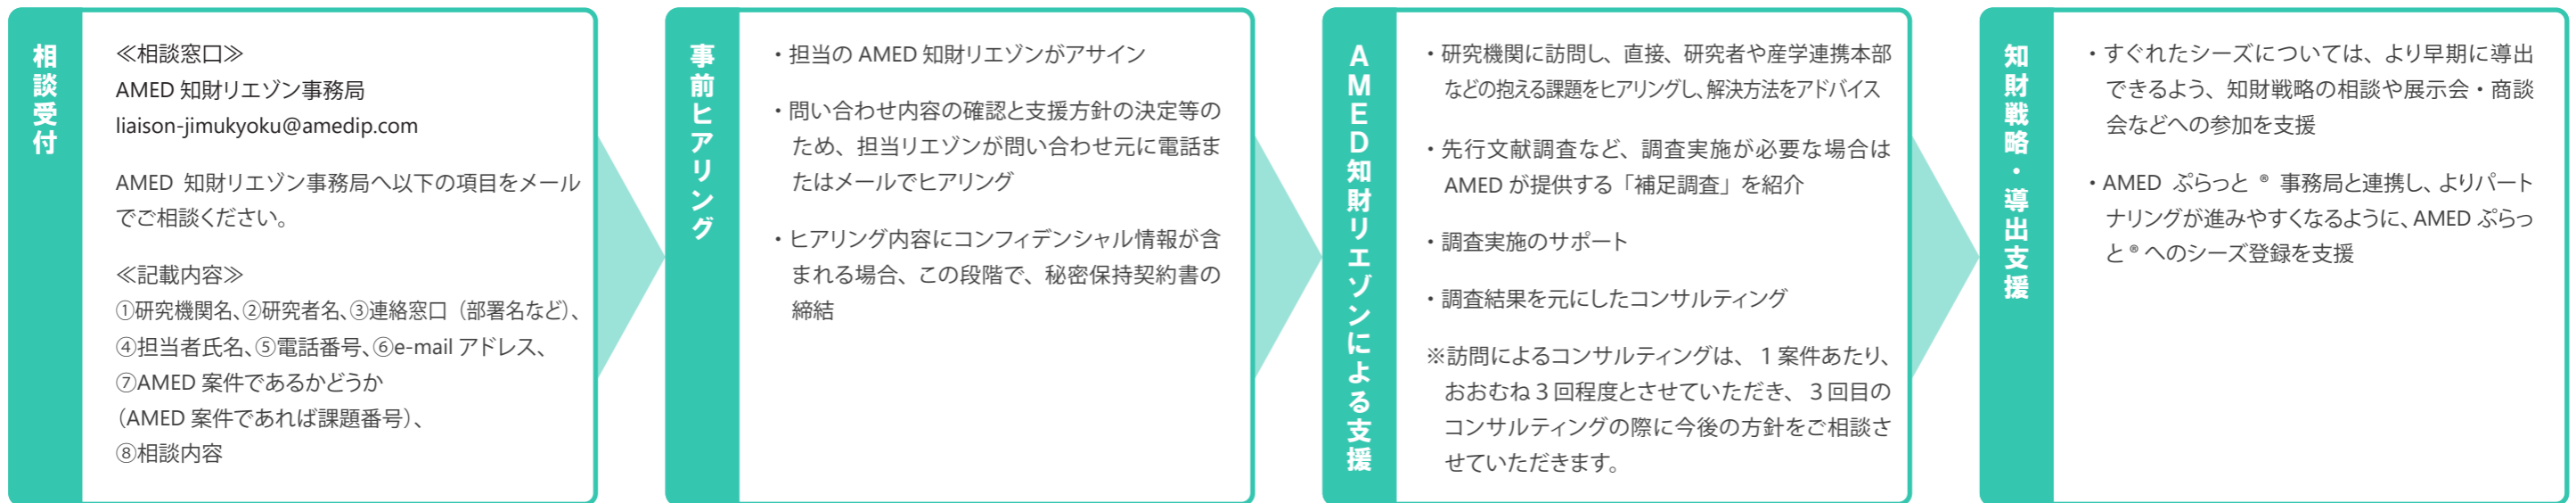 相談受付
≪相談窓口≫
AMED 知財リエゾン事務局
liaison-jimukyoku@amedip.com
AMED 知財リエゾン事務局へ以下の項目をメール
でご相談ください。
≪記載内容≫
①研究機関名、②研究者名、③連絡窓口（部署名など）、
④担当者氏名、⑤電話番号、⑥e-mail アドレス、
⑦AMED 案件であるかどうか
（AMED 案件であれば課題番号）、
⑧相談内容
事前ヒアリング
・担当の AMED 知財リエゾンがアサイン
・問い合わせ内容の確認と支援方針の決定等の
ため、担当リエゾンが問い合わせ元に電話ま
たはメールでヒアリング
・ヒアリング内容にコンフィデンシャル情報が含
まれる場合、この段階で、秘密保持契約書の
締結
AMED知財リエゾンによる支援
・研究機関に訪問し、直接、研究者や産学連携本部
などの抱える課題をヒアリングし、解決方法をアドバイス
・先行文献調査など、調査実施が必要な場合は
AMED が提供する「補足調査」を紹介
・調査実施のサポート
・調査結果を元にしたコンサルティング
※訪問によるコンサルティングは、1 案件あたり、
おおむね 3 回程度とさせていただき、3 回目の
コンサルティングの際に今後の方針をご相談さ
せていただきます。
知財戦略・導出支援
・すぐれたシーズについては、より早期に導出
できるよう、知財戦略の相談や展示会・商談
会などへの参加を支援
・AMED ぷらっと ® 事務局と連携し、よりパート
ナリングが進みやすくなるように、AMED ぷらっ
と ® へのシーズ登録を支援